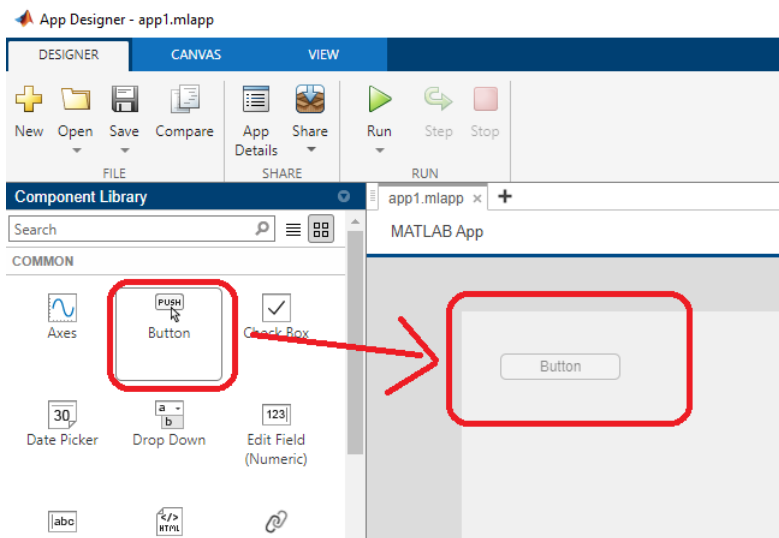 App Designer - app1.mlapp
DESIGNER CANVAS VIEW
New Open Save Compare App Details Share Run Step Stop
FILE SHARE RUN
Component Library
app1.mlapp
Search
MATLAB App
COMMON
PUSH
Axes Button Check Box
30 a b 123
Date Picker Drop Down Edit Field
(Numeric)
abc </> HTML
Button